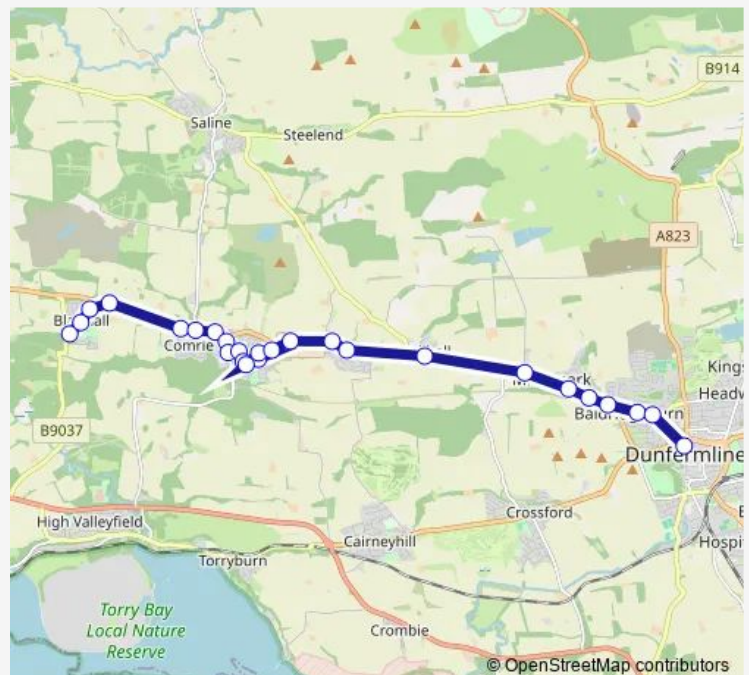 B914
Saline
Steelend
A823
Comrie
Kings
Headw
B9037
Dunfermline
High Valleyfield
Crossford
Cairneyhill
Hospi
Torryburn
Torry Bay
Local Nature
Reserve
Crombie
© OpenStreetMap contributors